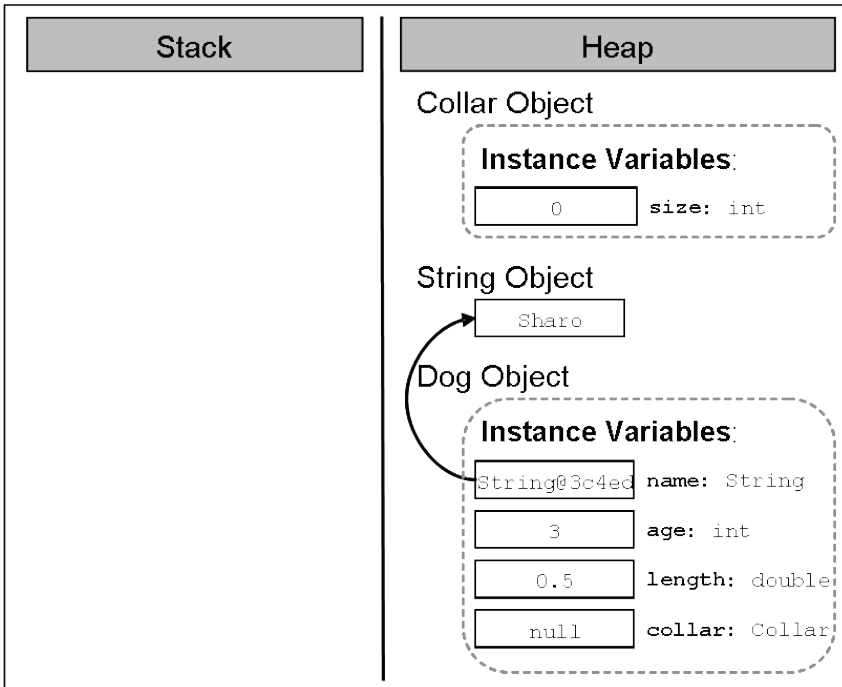 Stack
Heap
Collar Object
Instance Variables:
0 size: int
String Object
Sharo
Dog Object
Instance Variables:
String@3c4ed name: String
3 age: int
0.5 length: double
null collar: Collar